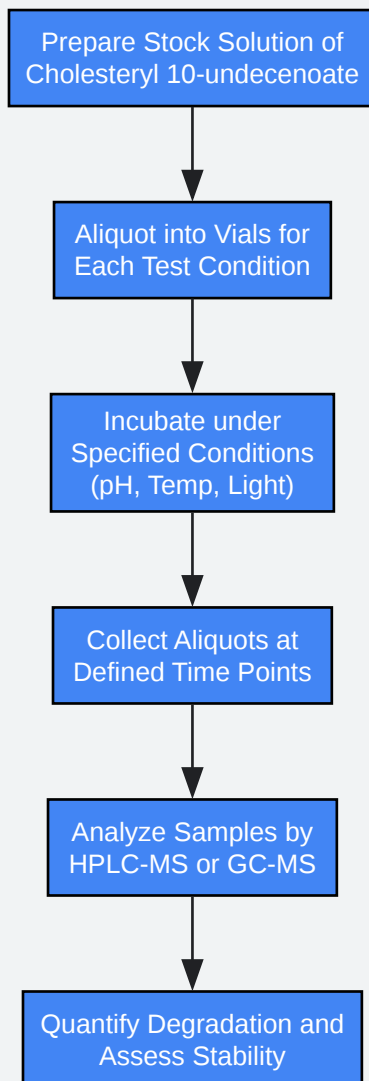 Prepare Stock Solution of
Cholesteryl 10-undecenoate
Aliquot into Vials for
Each Test Condition
Incubate under
Specified Conditions
(pH, Temp, Light)
Collect Aliquots at
Defined Time Points
Analyze Samples by
HPLC-MS or GC-MS
Quantify Degradation and
Assess Stability